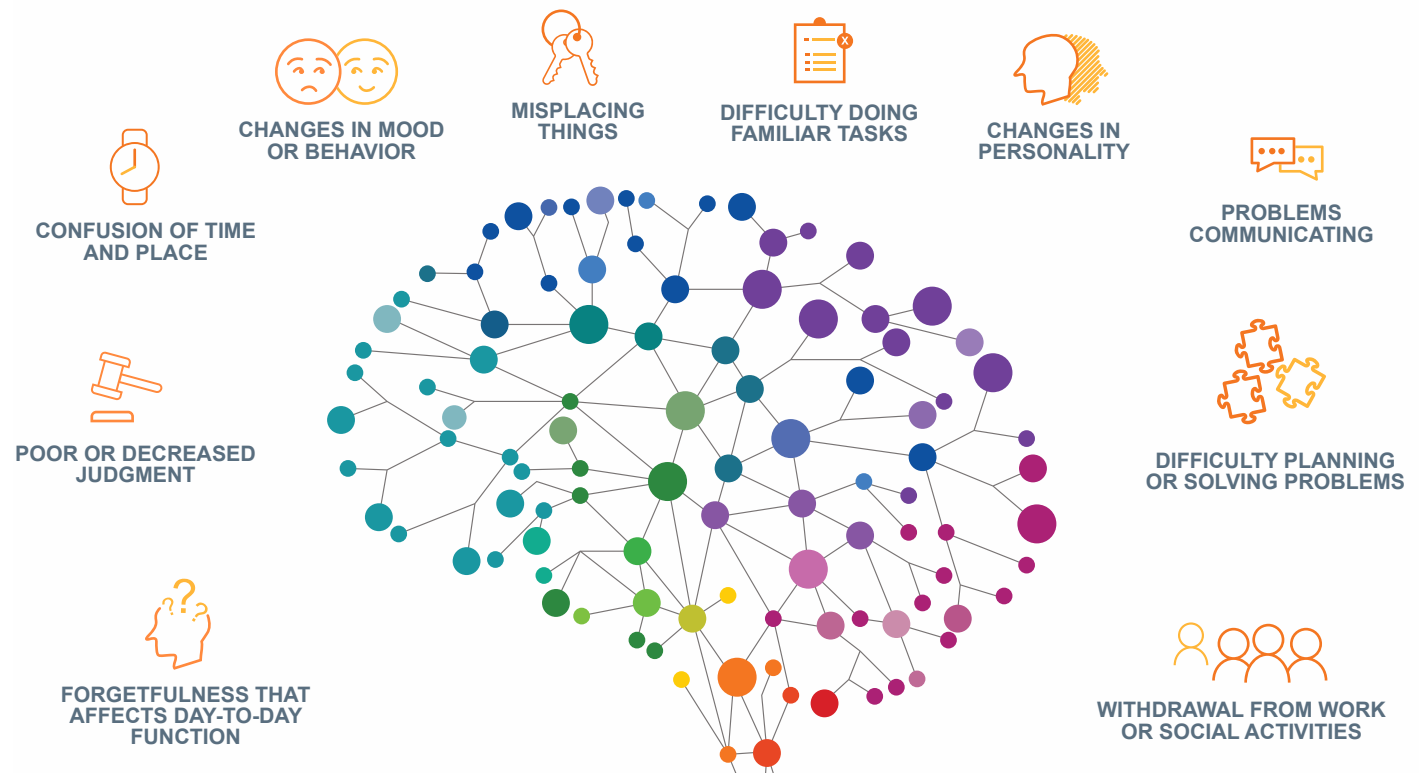 CHANGES IN MOOD
OR BEHAVIOR
MISPLACING
THINGS
X
DIFFICULTY DOING
FAMILIAR TASKS
CHANGES IN
PERSONALITY
CONFUSION OF TIME
AND PLACE
PROBLEMS
COMMUNICATING
POOR OR DECREASED
JUDGMENT
DIFFICULTY PLANNING
OR SOLVING PROBLEMS
? ? ?
FORGETFULNESS THAT
AFFECTS DAY-TO-DAY
FUNCTION
WITHDRAWAL FROM WORK
OR SOCIAL ACTIVITIES